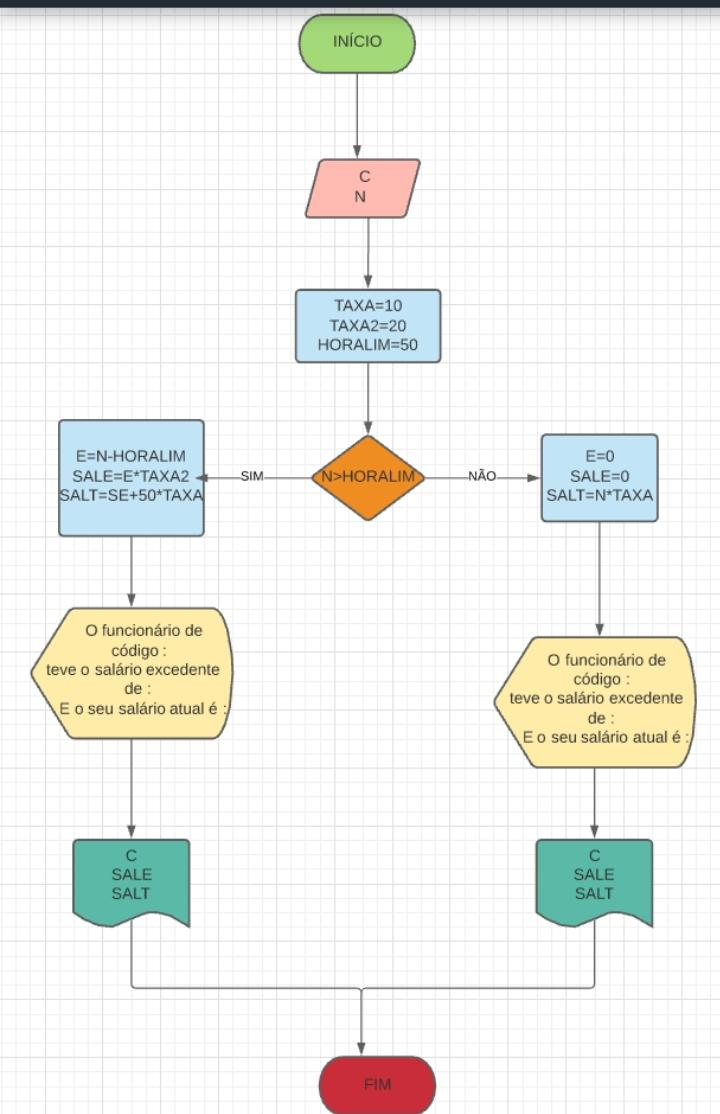 INÍCIO
C
N
TAXA=10
TAXA2=20
HORALIM=50
E=N-HORALIM
SALE=E*TAXA2
SALT=SE+50*TAXA
SIM
N>HORALIM
NÃO
E=0
SALE=0
SALT=N*TAXA
O funcionário de
código :
teve o salário excedente
de :
E o seu salário atual é :
O funcionário de
código :
teve o salário excedente
de :
E o seu salário atual é :
C
SALE
SALT
C
SALE
SALT
FIM